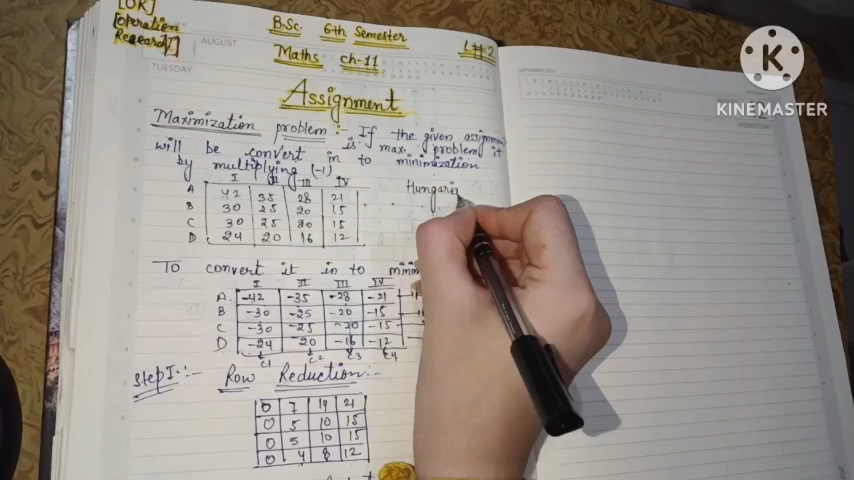 [OR]
[Operation
Research]
B.Sc. 6th Semester
Maths ch-11
L#2
AUGUST
TUESDAY
Assignment
Maximization problem:- If the given assignment
is max. problem it
will be convert in to minimization
by multiplying (-1)
I II III IV
A 42 35 28 21
B 30 25 20 15
C 30 25 20 15
D 24 20 16 12
Hungaria
To convert it in to minim
I II III IV
A. -42 -35 -28 -21
B -30 -25 -20 -15
C -30 -25 -20 -15
D -24 -20 -16 -12
C1 C2 C3 C4
Step I:- Row Reduction:-
0 7 14 21
0 5 10 15
0 5 10 15
0 4 8 12
K
KINEMASTER